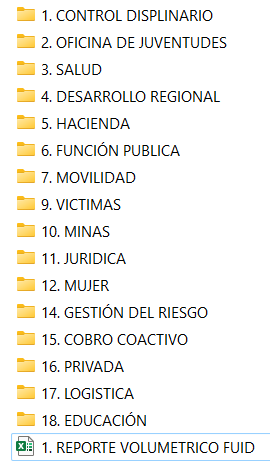 1. CONTROL DISPLINARIO
2. OFICINA DE JUVENTUDES
3. SALUD
4. DESARROLLO REGIONAL
5. HACIENDA
6. FUNCIÓN PUBLICA
7. MOVILIDAD
9. VICTIMAS
10. MINAS
11. JURIDICA
12. MUJER
14. GESTIÓN DEL RIESGO
15. COBRO COACTIVO
16. PRIVADA
17. LOGISTICA
18. EDUCACIÓN
1. REPORTE VOLUMETRICO FUID